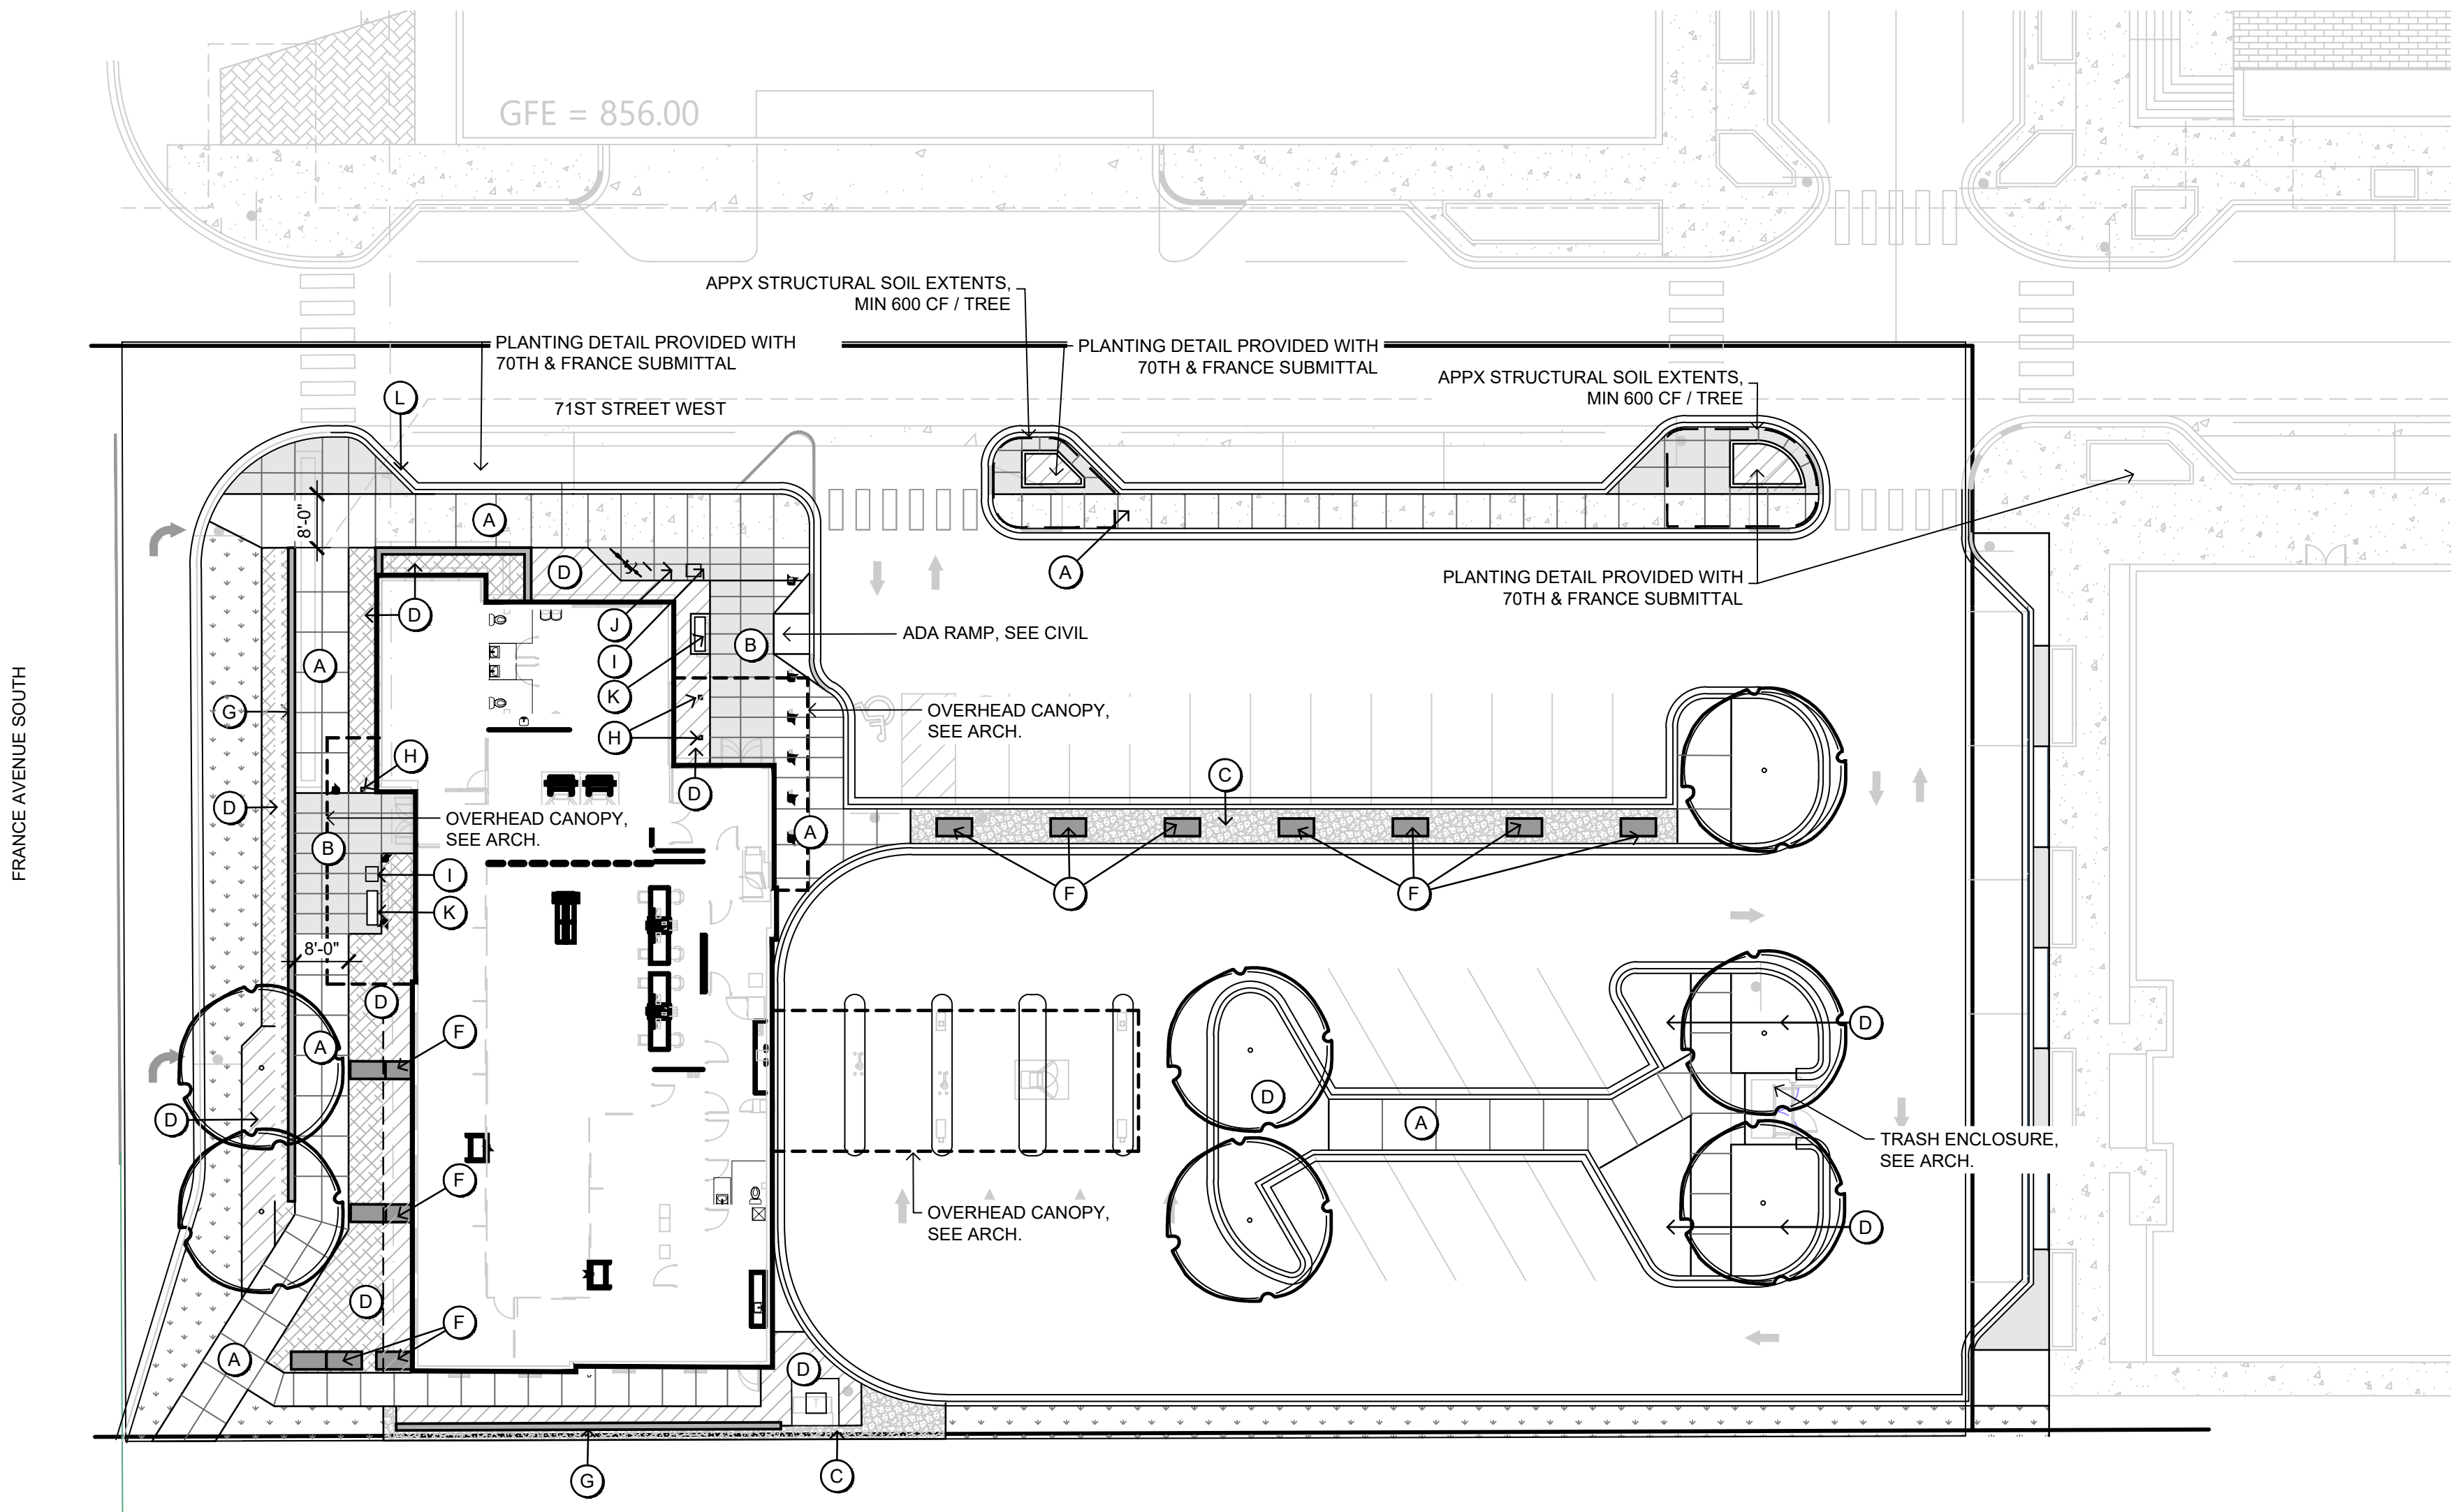 GFE = 856.00
APPX STRUCTURAL SOIL EXTENTS,
MIN 600 CF / TREE
PLANTING DETAIL PROVIDED WITH
70TH & FRANCE SUBMITTAL
PLANTING DETAIL PROVIDED WITH
70TH & FRANCE SUBMITTAL
APPX STRUCTURAL SOIL EXTENTS,
MIN 600 CF / TREE
L
71ST STREET WEST
8'-0"
A
D
A
PLANTING DETAIL PROVIDED WITH
70TH & FRANCE SUBMITTAL
D
J
ADA RAMP, SEE CIVIL
B
I
A
K
G
OVERHEAD CANOPY,
SEE ARCH.
H
H
C
D
D
FRANCE AVENUE SOUTH
OVERHEAD CANOPY,
SEE ARCH.
A
B
I
F
F
K
8'-0"
D
D
F
A
D
D
A
TRASH ENCLOSURE,
SEE ARCH.
F
OVERHEAD CANOPY,
SEE ARCH.
D
D
F
A
D
G
C